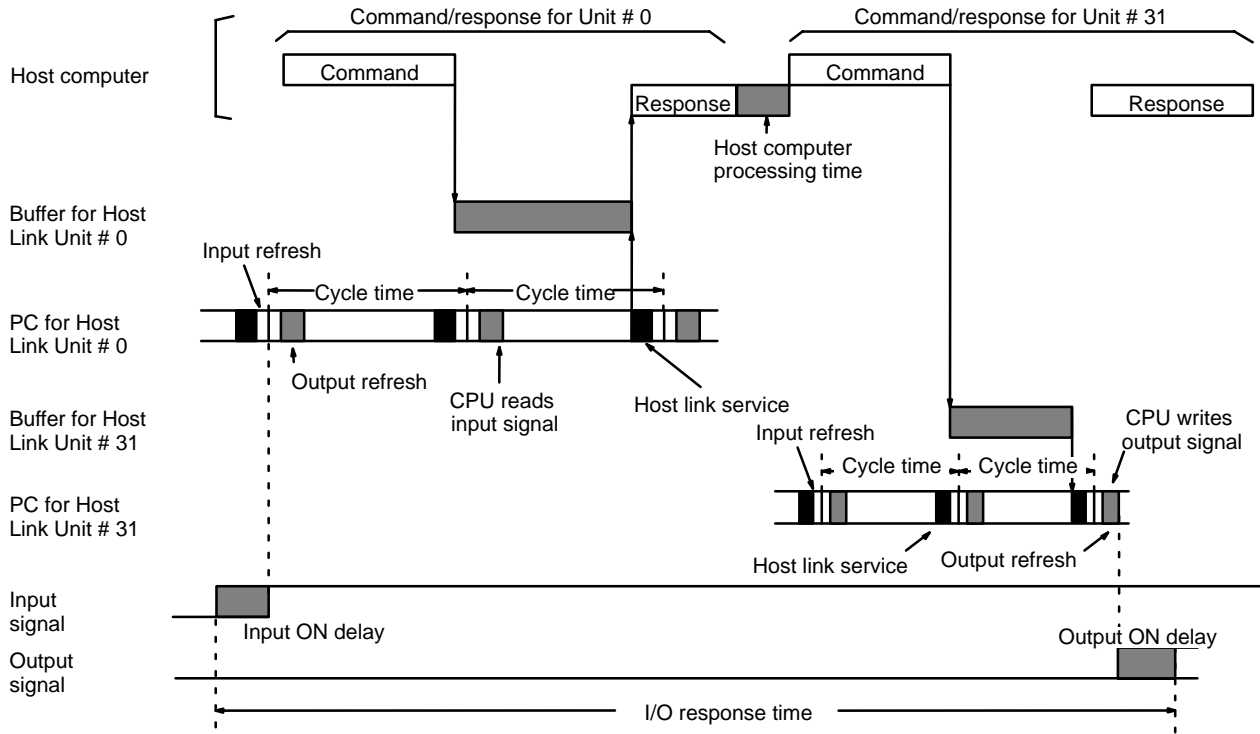 Command/response for Unit # 0
Command/response for Unit # 31
Host computer
Command
Command
Response
Response
Host computer
processing time
Buffer for Host
Link Unit # 0
Input refresh
Cycle time
Cycle time
PC for Host
Link Unit # 0
Output refresh
CPU reads
input signal
Host link service
Buffer for Host
Link Unit # 31
Input refresh
CPU writes
output signal
Cycle time
Cycle time
PC for Host
Link Unit # 31
Host link service
Output refresh
Input
signal
Input ON delay
Output ON delay
Output
signal
I/O response time